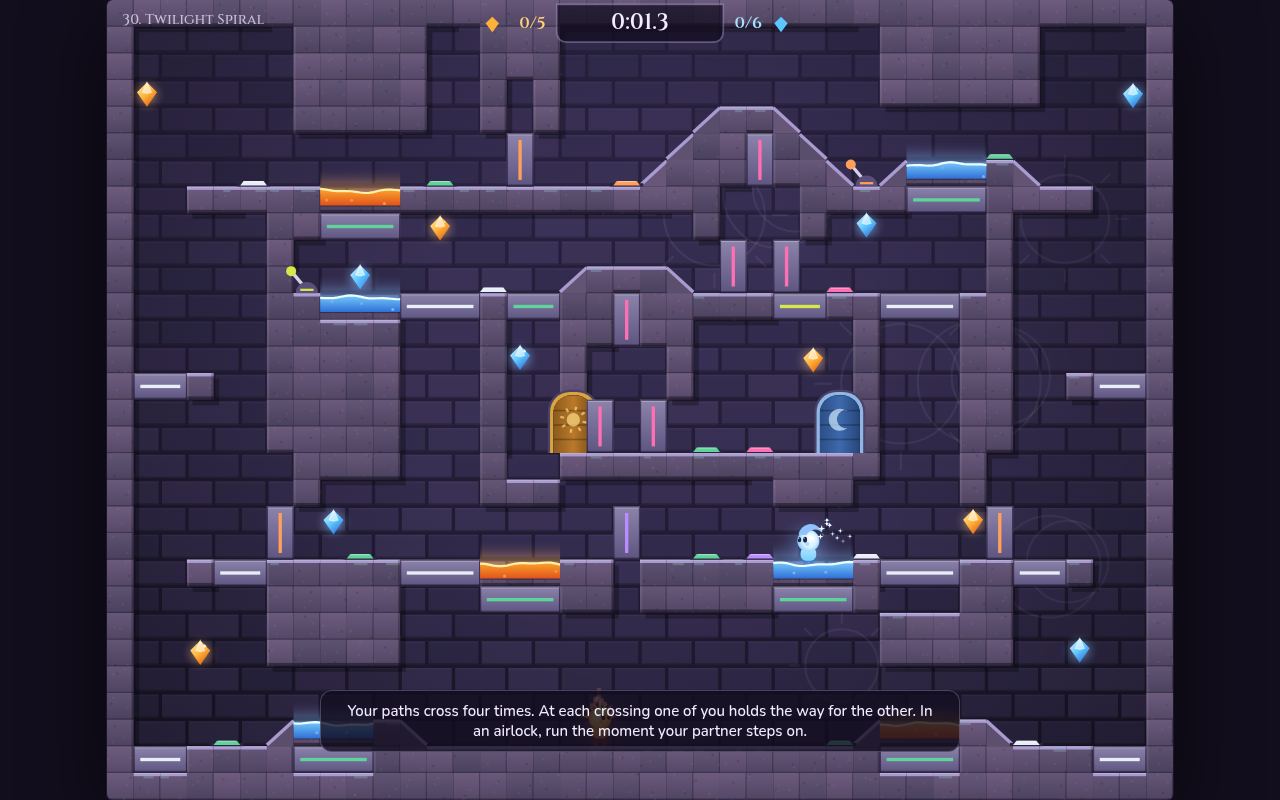 30. Twilight Spiral
0/5
0:01.3
0/6
Your paths cross four times. At each crossing one of you holds the way for the other. In
an airlock, run the moment your partner steps on.